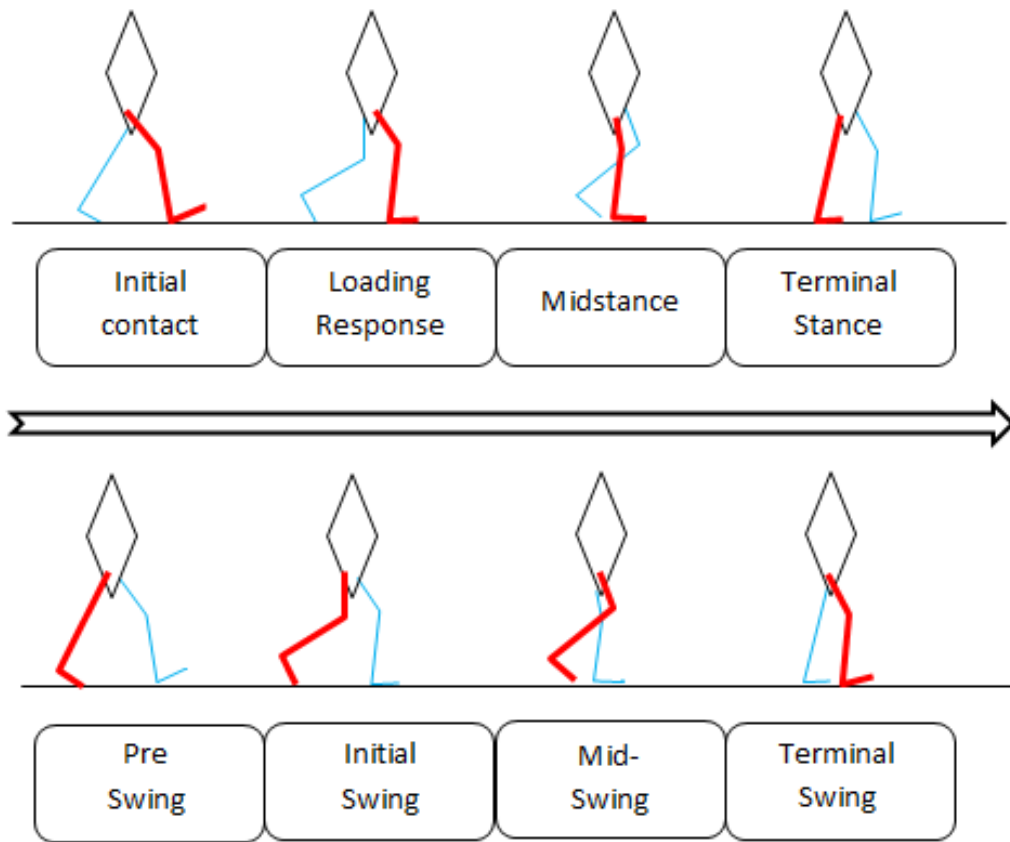 Initial
contact
Loading
Response
Midstance
Terminal
Stance
Pre
Swing
Initial
Swing
Mid-
Swing
Terminal
Swing